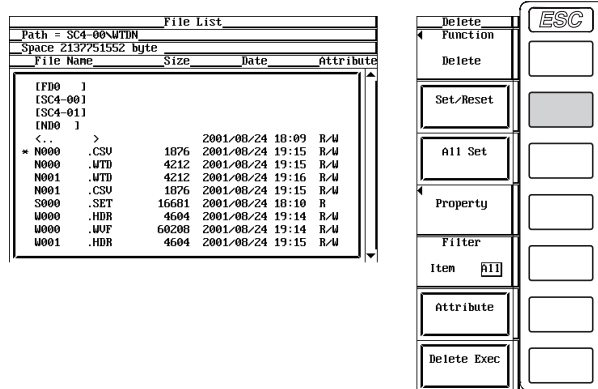 File List
Path = SC4-00\WTDN
Space 2137751552 byte
File Name Size Date Attribute
[FD0 ]
[SC4-00]
[SC4-01]
[ND0 ]
<.. > 2001/08/24 18:09 R/W
* N000 .CSV 1876 2001/08/24 19:15 R/W
N000 .WTD 4212 2001/08/24 19:15 R/W
N001 .WTD 4212 2001/08/24 19:16 R/W
N001 .CSV 1876 2001/08/24 19:15 R/W
S000 .SET 16681 2001/08/24 18:10 R
W000 .HDR 4604 2001/08/24 19:14 R/W
W000 .WVF 60208 2001/08/24 19:14 R/W
W001 .HDR 4604 2001/08/24 19:15 R/W
Delete
Function
Delete
Set/Reset
All Set
Property
Filter
Item All
Attribute
Delete Exec
ESC